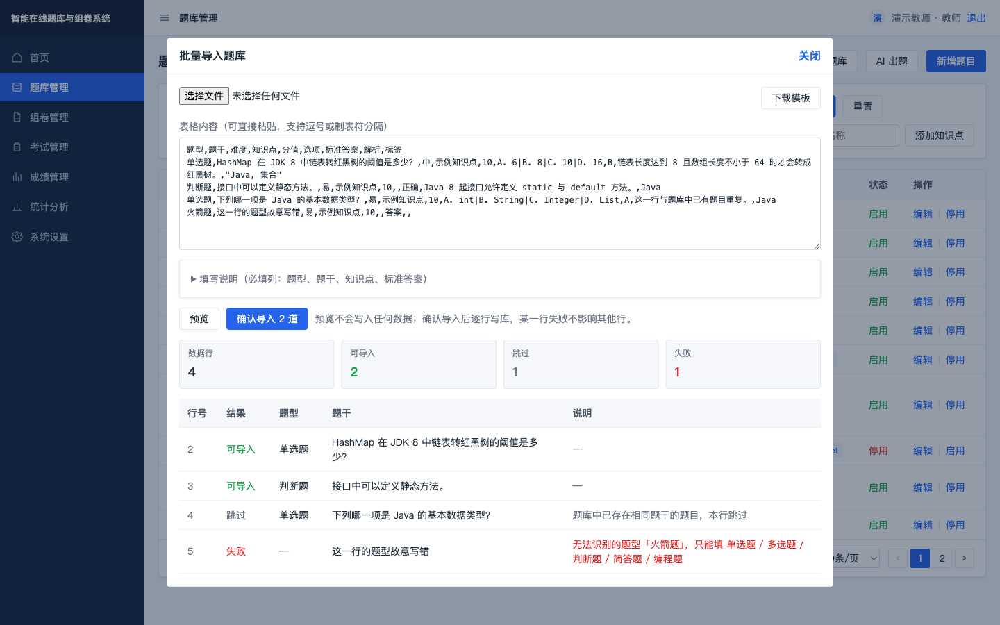 智能在线题库与组卷系统
首页
题库管理
组卷管理
考试管理
成绩管理
统计分析
系统设置
题库管理
演 演示教师 · 教师 退出
AI 出题
新增题目
重置
添加知识点
批量导入题库
关闭
选择文件 未选择任何文件
下载模板
表格内容（可直接粘贴，支持逗号或制表符分隔）
题型,题干,难度,知识点,分值,选项,标准答案,解析,标签
单选题,HashMap 在 JDK 8 中链表转红黑树的阈值是多少？,中,示例知识点,10,A. 6|B. 8|C. 10|D. 16,B,链表长度达到 8 且数组长度不小于 64 时才会转成
红黑树。,"Java, 集合"
判断题,接口中可以定义静态方法。,易,示例知识点,10,,正确,Java 8 起接口允许定义 static 与 default 方法。,Java
单选题,下列哪一项是 Java 的基本数据类型？,易,示例知识点,10,A. int|B. String|C. Integer|D. List,A,这一行与题库中已有题目重复。,Java
火箭题,这一行的题型故意写错,易,示例知识点,10,,答案,,
填写说明（必填列：题型、题干、知识点、标准答案）
预览
确认导入 2 道
预览不会写入任何数据；确认导入后逐行写库，某一行失败不影响其他行。
数据行
4
可导入
2
跳过
1
失败
1
行号 结果 题型 题干 说明
2 可导入 单选题 HashMap 在 JDK 8 中链表转红黑树的阈值是多
少？ —
3 可导入 判断题 接口中可以定义静态方法。 —
4 跳过 单选题 下列哪一项是 Java 的基本数据类型？ 题库中已存在相同题干的题目，本行跳过
5 失败 — 这一行的题型故意写错 无法识别的题型「火箭题」，只能填 单选题 / 多选题 /
判断题 / 简答题 / 编程题
状态 操作
启用 编辑 停用
启用 编辑 停用
启用 编辑 停用
启用 编辑 停用
启用 编辑 停用
启用 编辑 停用
启用 编辑 停用
停用 编辑 启用
启用 编辑 停用
启用 编辑 停用
条/页 ‹ 1 2 ›